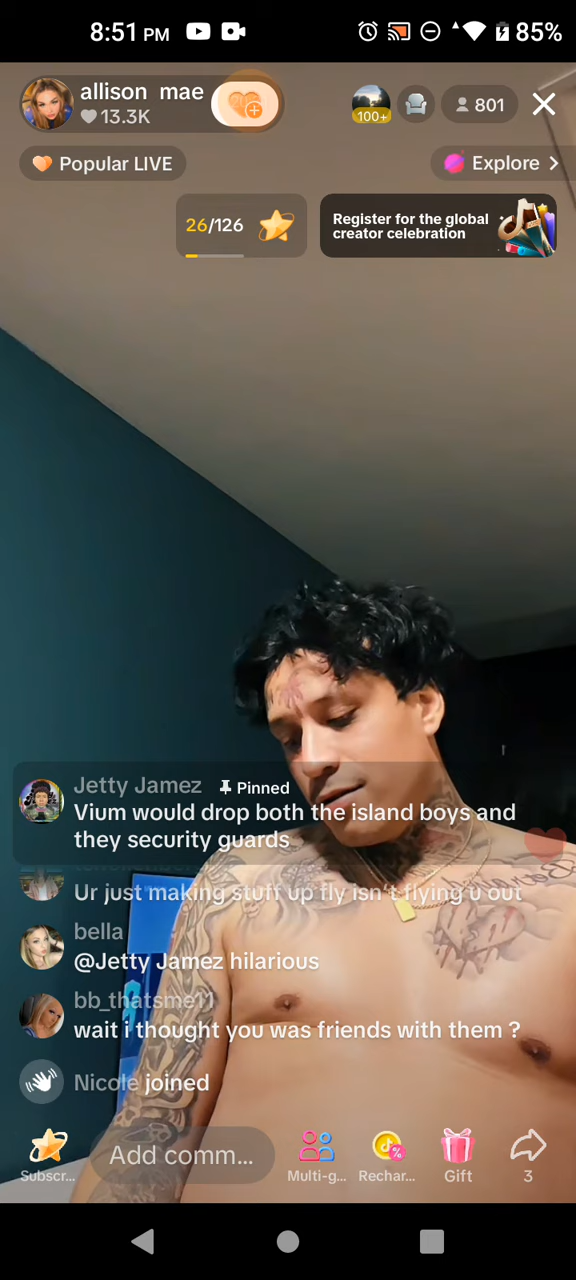 8:51 PM
85%
allison mae
13.3K
100+
801
Popular LIVE
Explore
26/126
Register for the global
creator celebration
Jetty Jamez Pinned
Vium would drop both the island boys and
they security guards
Ur just making stuff up fly isn't flying u out
bella
@Jetty Jamez hilarious
bb_thatsme11
wait i thought you was friends with them ?
Nicole joined
Add comm...
Subscr...
Multi-g...
Rechar...
Gift
3